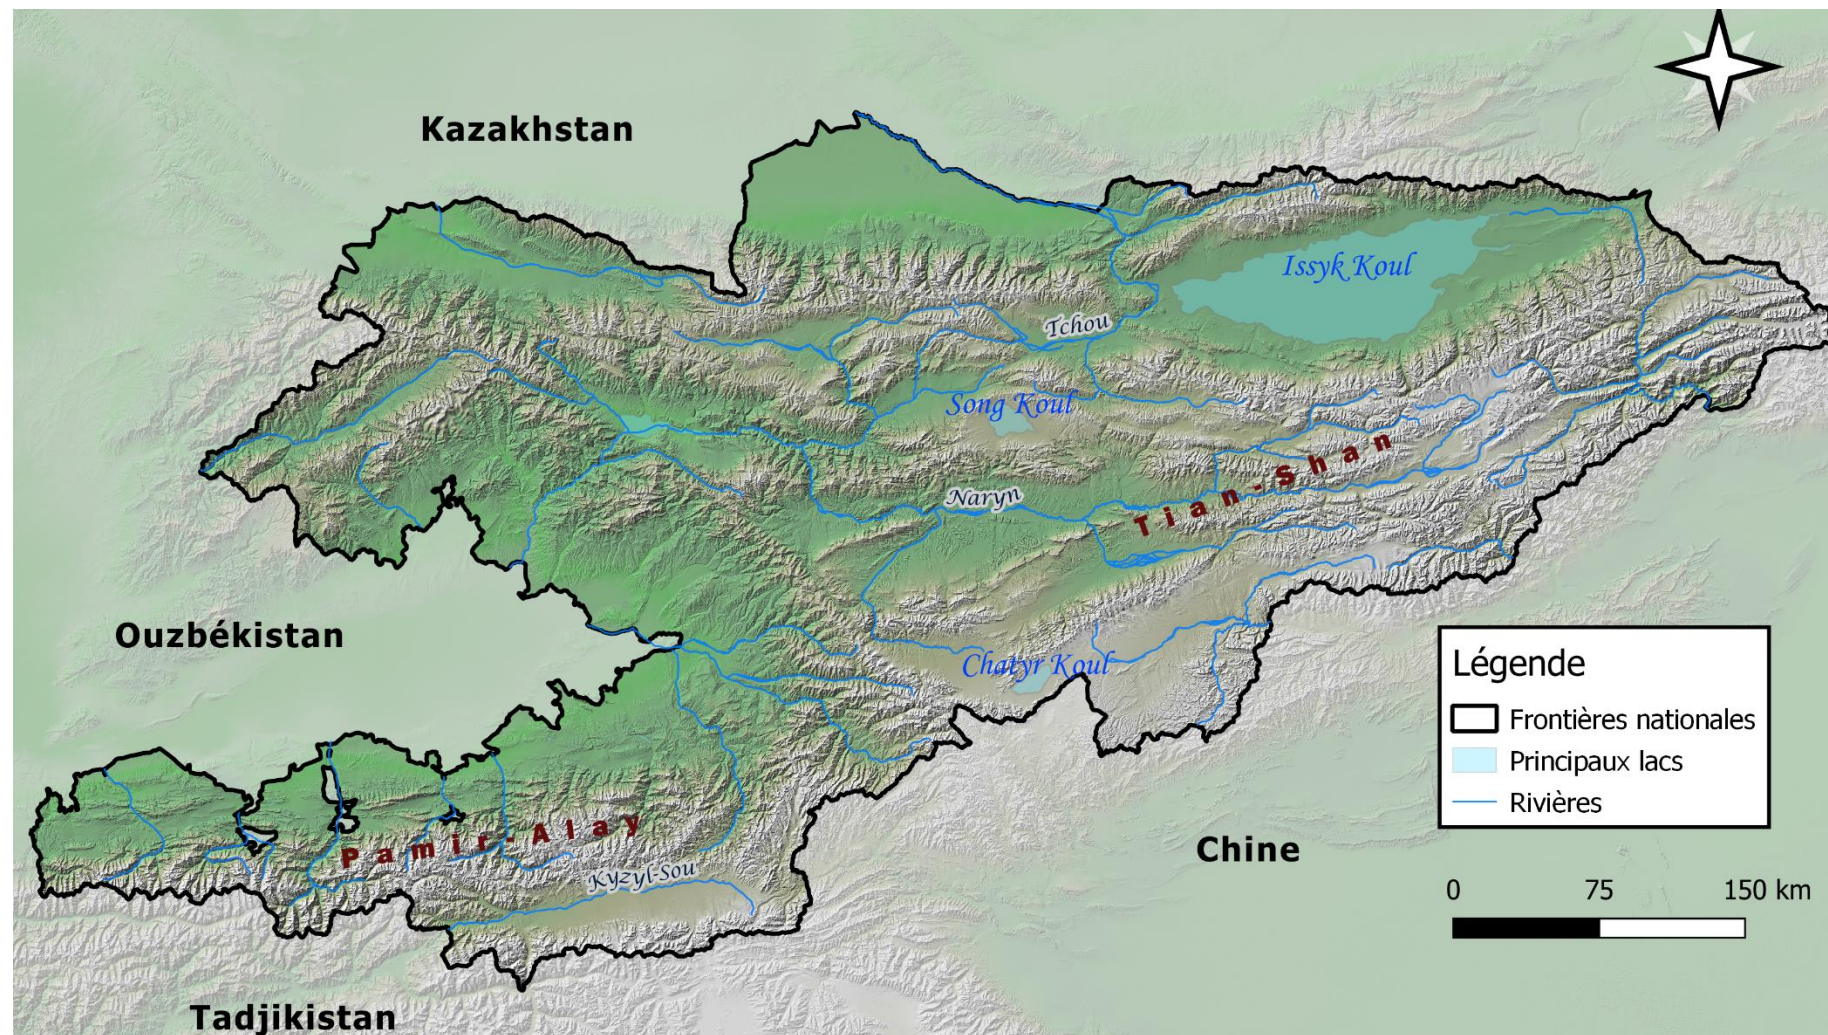 Kazakhstan
Issyk Koul
Tchou
Song Koul
Tian-Shan
Naryn
Ouzbékistan
Chatyr Koul
Légende
Frontières nationales
Principaux lacs
Rivières
Pamir-Alay
Kyzyl-Sou
Chine
0 75 150 km
Tadjikistan